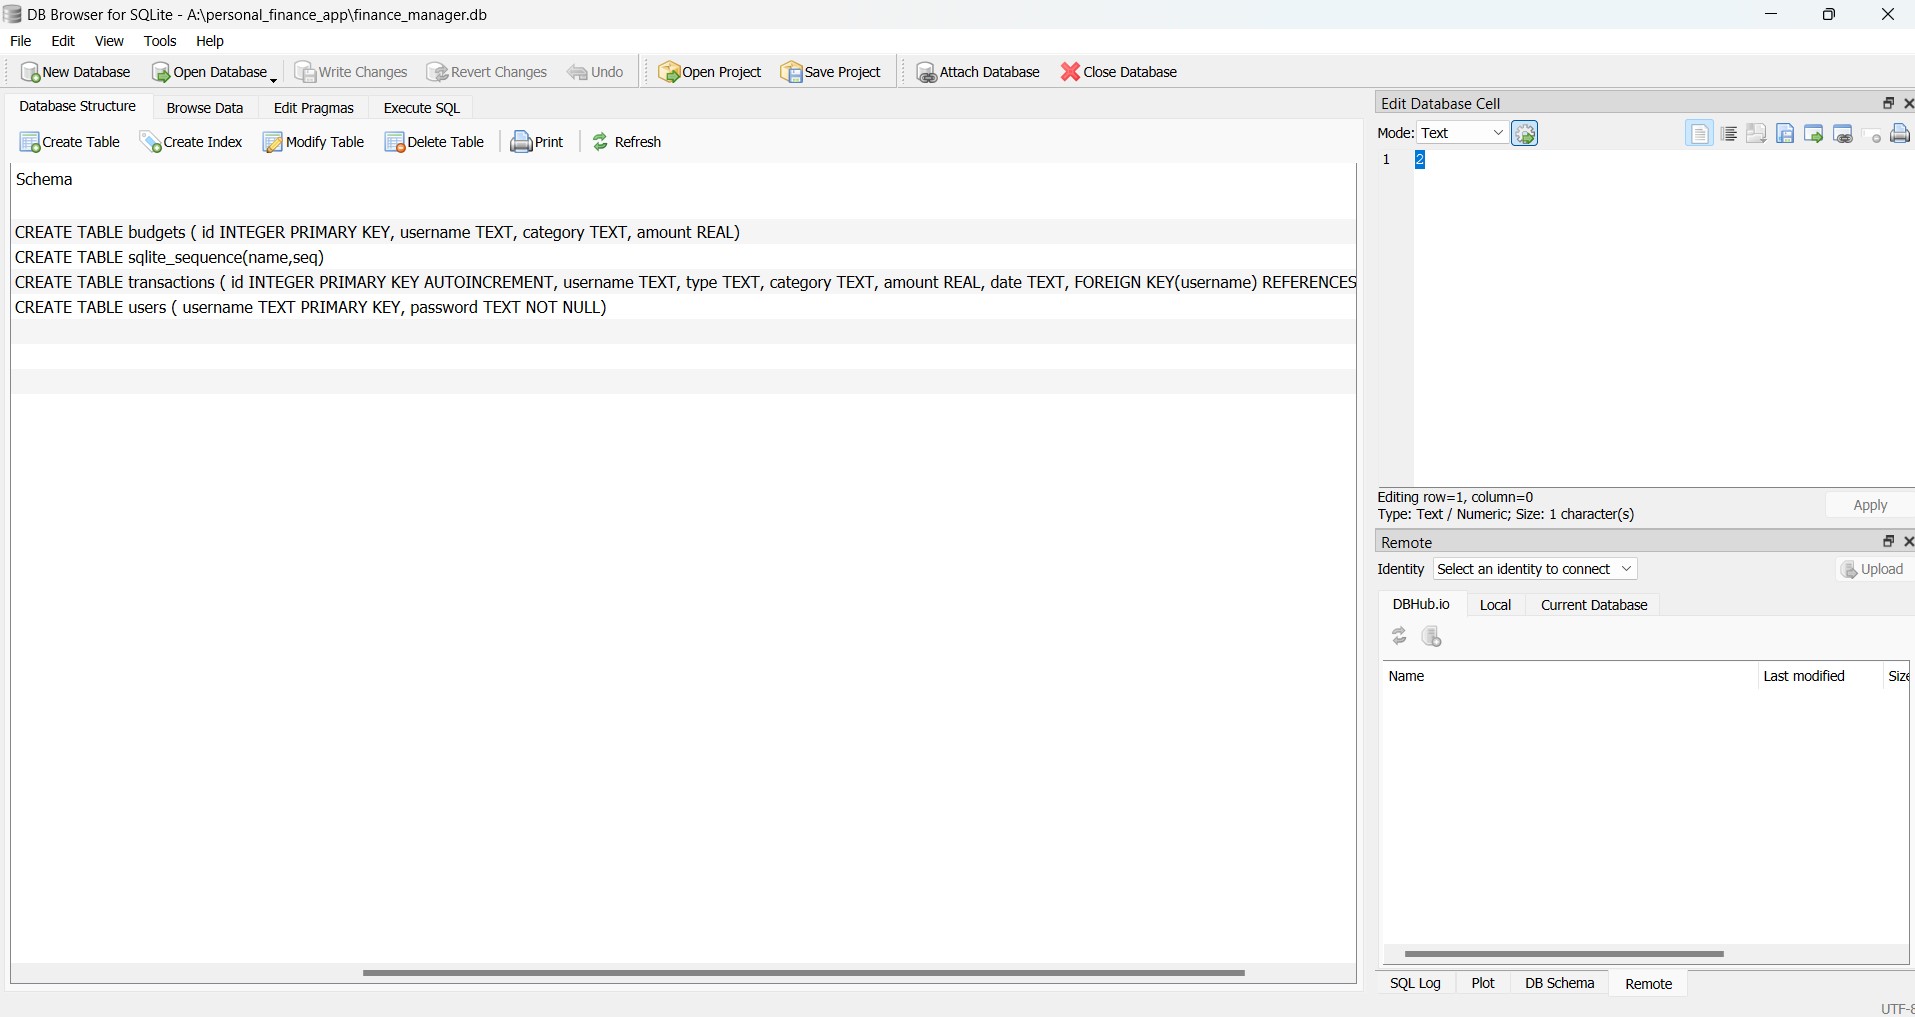 DB Browser for SQLite - A:\personal_finance_app\finance_manager.db
File Edit View Tools Help
New Database Open Database Write Changes Revert Changes Undo Open Project Save Project Attach Database Close Database
Database Structure Browse Data Edit Pragmas Execute SQL
Create Table Create Index Modify Table Delete Table Print Refresh
Schema
CREATE TABLE budgets ( id INTEGER PRIMARY KEY, username TEXT, category TEXT, amount REAL)
CREATE TABLE sqlite_sequence(name,seq)
CREATE TABLE transactions ( id INTEGER PRIMARY KEY AUTOINCREMENT, username TEXT, type TEXT, category TEXT, amount REAL, date TEXT, FOREIGN KEY(username) REFERENCES
CREATE TABLE users ( username TEXT PRIMARY KEY, password TEXT NOT NULL)
Edit Database Cell
Mode: Text
1 2
Editing row=1, column=0
Type: Text / Numeric; Size: 1 character(s)
Apply
Remote
Identity Select an identity to connect Upload
DBHub.io Local Current Database
Name Last modified Size
SQL Log Plot DB Schema Remote
UTF-8